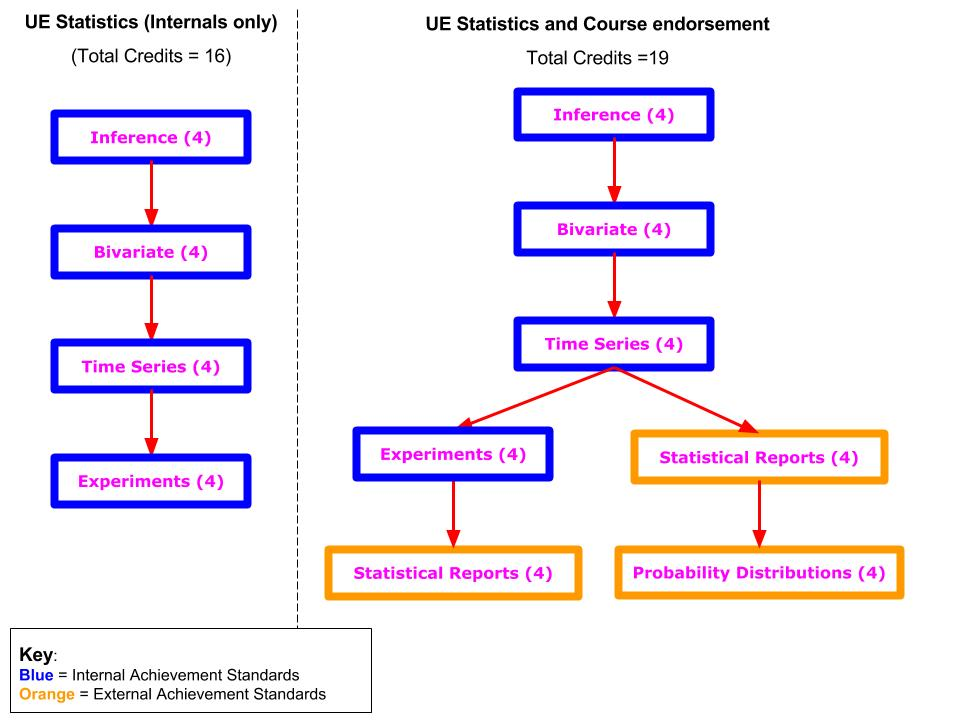 UE Statistics (Internals only)
(Total Credits = 16)
Inference (4)
Bivariate (4)
Time Series (4)
Experiments (4)
UE Statistics and Course endorsement
Total Credits =19
Inference (4)
Bivariate (4)
Time Series (4)
Experiments (4)
Statistical Reports (4)
Statistical Reports (4)
Probability Distributions (4)
Key:
Blue = Internal Achievement Standards
Orange = External Achievement Standards